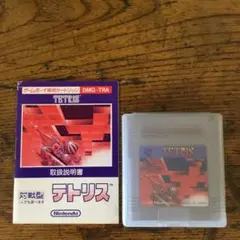 ゲームボーイ専用カートリッジ
DMG-TRA
TETRIS
取扱説明書
対戦型
テトリス
Nintendo
TETRIS